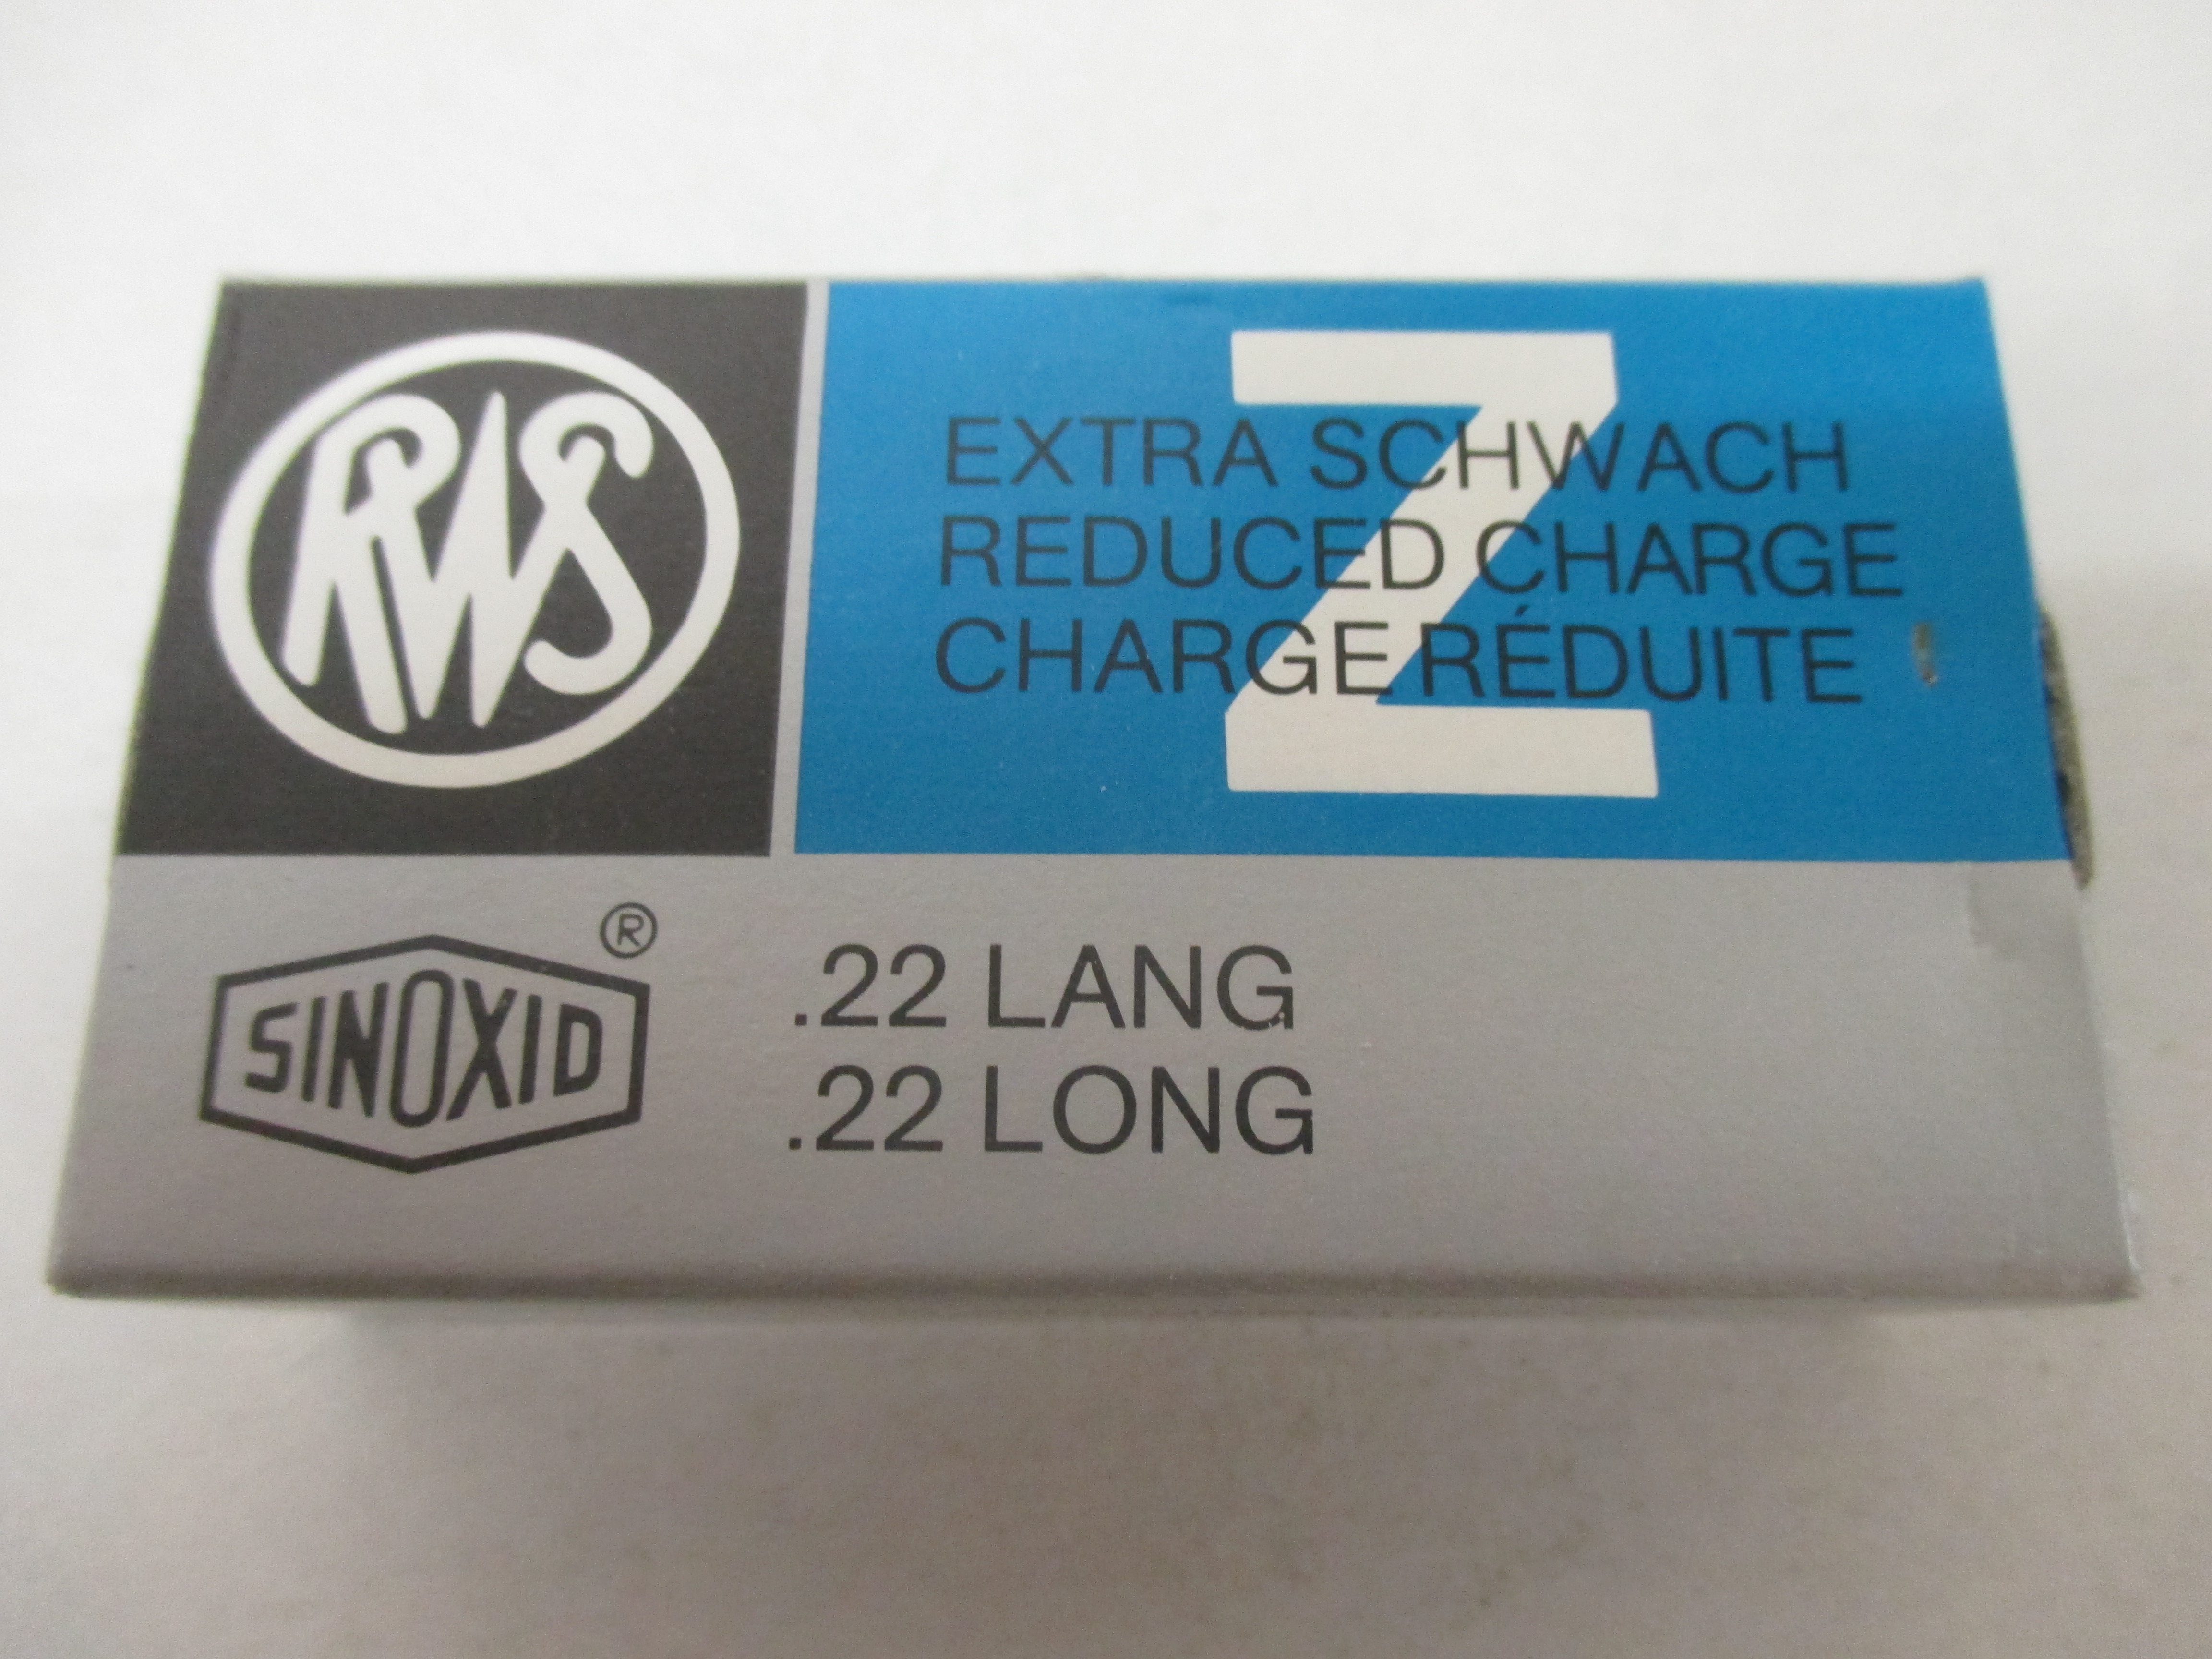 RWS
Z
EXTRA SCHWACH
REDUCED CHARGE
CHARGE RÉDUITE
SINOXID ®
.22 LANG
.22 LONG